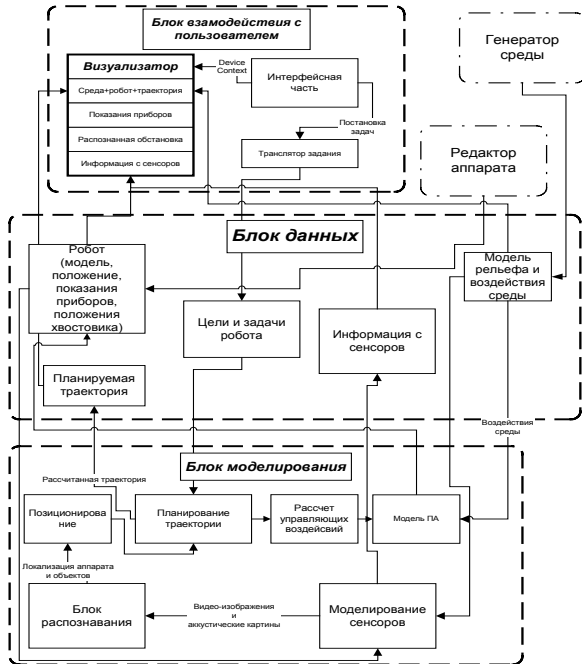 Блок взамодействия с
пользователем
Визуализатор
Среда+робот+траектория
Показания приборов
Распознанная обстановка
Информация с сенсоров
Device
Context
Интерфейсная
часть
Постановка
задач
Транслятор задания
Генератор
среды
Редактор
аппарата
Блок данных
Робот
(модель,
положение,
показания
приборов,
положения
хвостовика)
Цели и задачи
робота
Информация с
сенсоров
Модель
рельефа и
воздействия
среды
Планируемая
траектория
Воздействия
среды
Блок моделирования
Рассчитанная траектория
Позициониро
вание
Планирование
траектории
Рассчет
управляющих
воздейсвий
Модель ПА
Локализация аппарата
и объектов
Блок
распознавания
Видео-изображения
и
аккустические картины
Моделирование
сенсоров